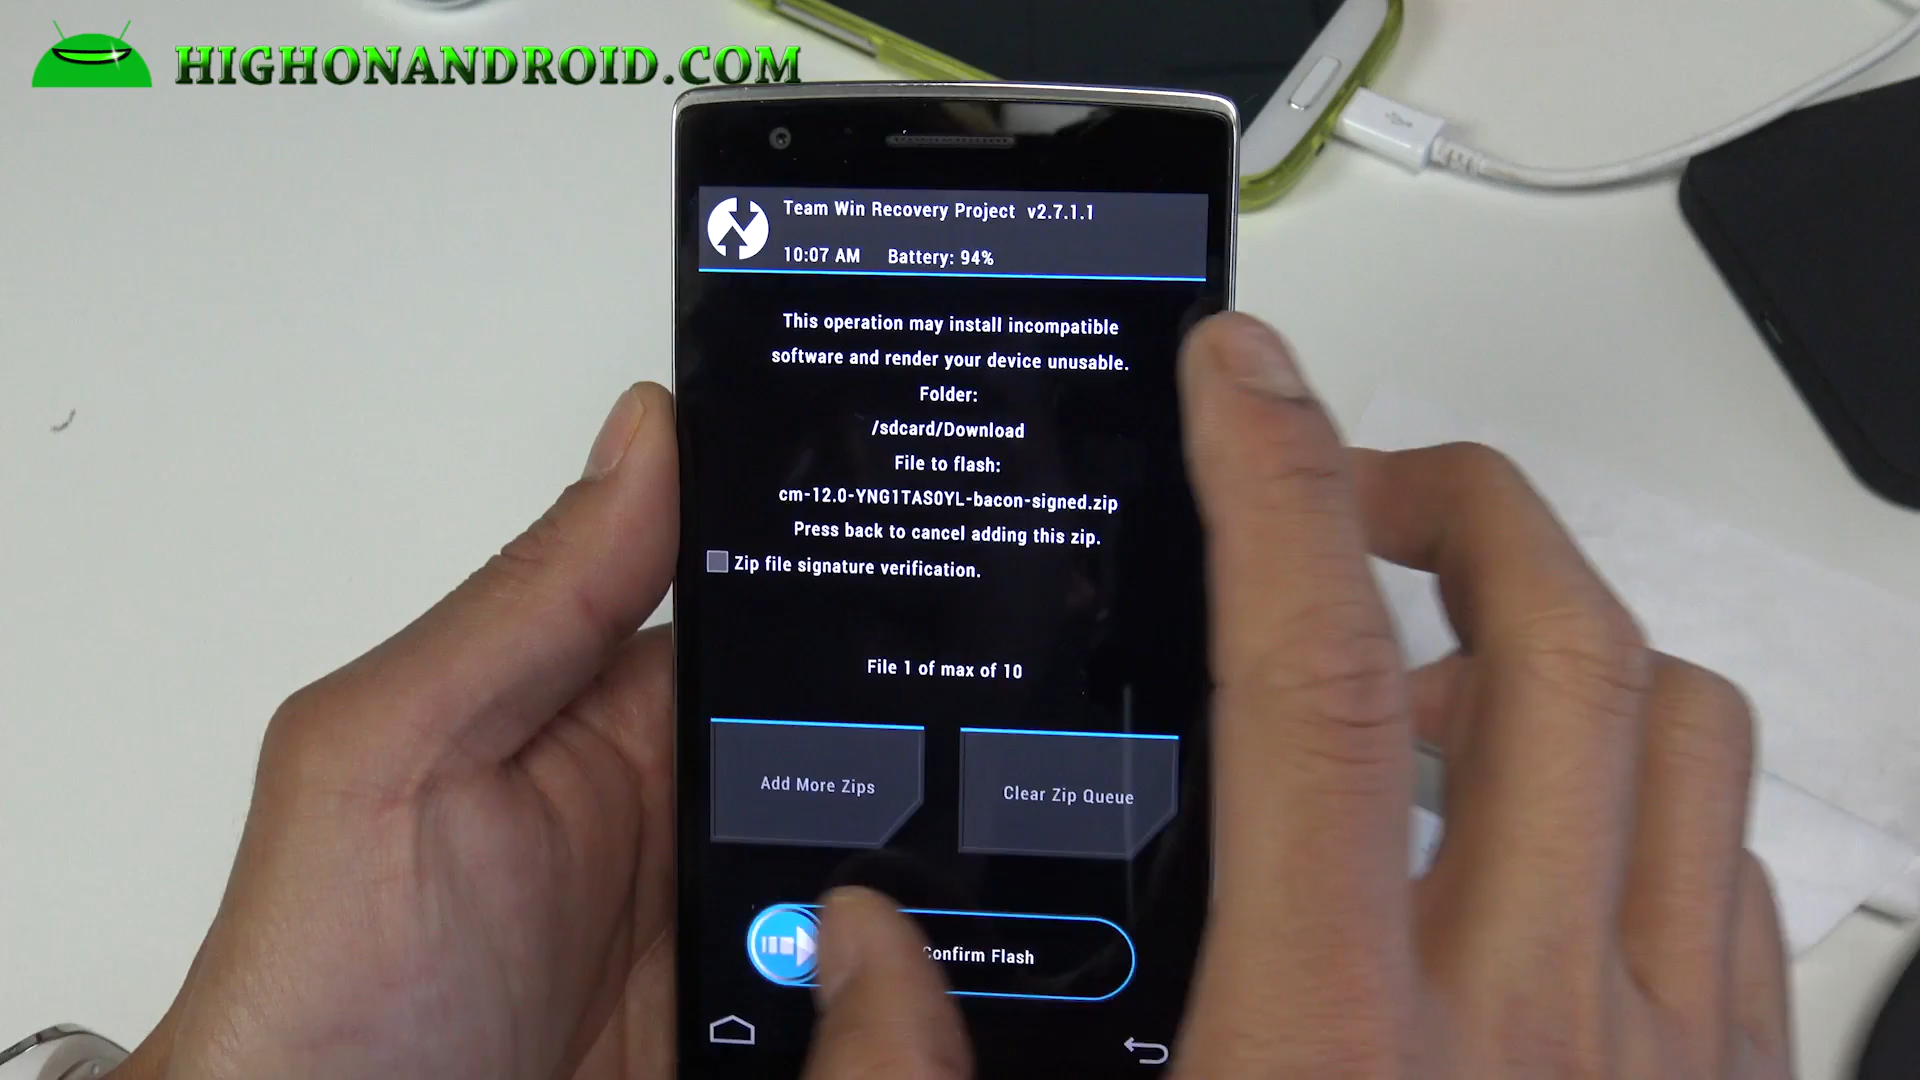 HIGHONANDROID.COM
Team Win Recovery Project v2.7.1.1
10:07 AM Battery: 94%
This operation may install incompatible
software and render your device unusable.
Folder:
/sdcard/Download
File to flash:
cm-12.0-YNG1TAS0YL-bacon-signed.zip
Press back to cancel adding this zip.
Zip file signature verification.
File 1 of max of 10
Add More Zips
Clear Zip Queue
Confirm Flash